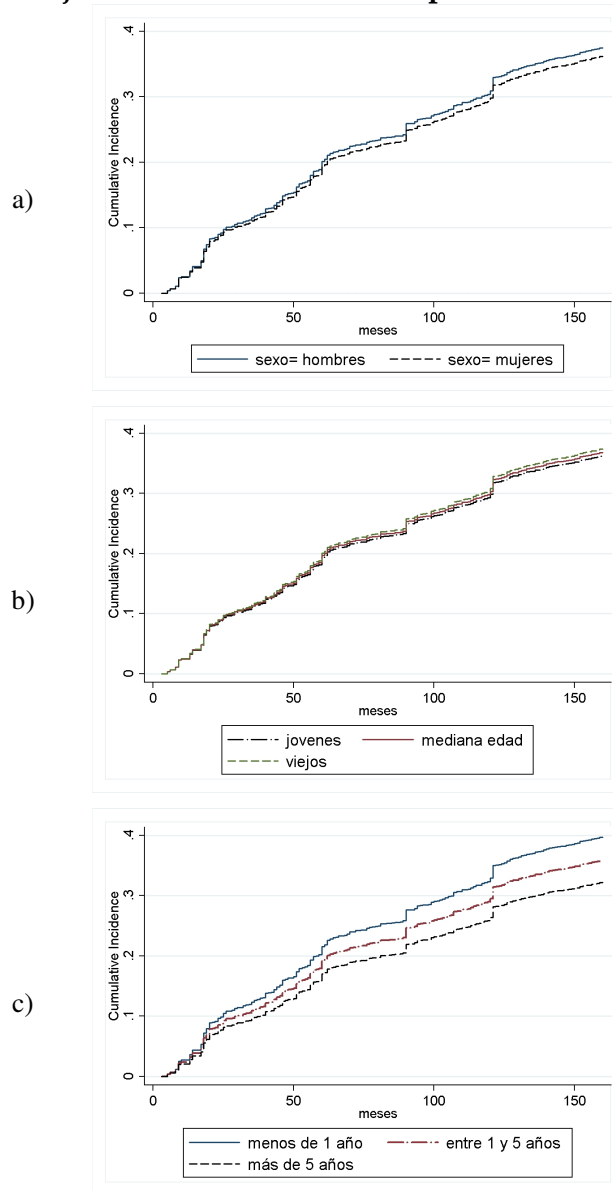 a)
Cumulative Incidence
.4
.3
.2
.1
0
0 50 100 150
meses
sexo= hombres sexo= mujeres
b)
Cumulative Incidence
.4
.3
.2
.1
0
0 50 100 150
meses
jovenes mediana edad
viejos
c)
Cumulative Incidence
.4
.3
.2
.1
0
0 50 100 150
meses
menos de 1 año entre 1 y 5 años
más de 5 años